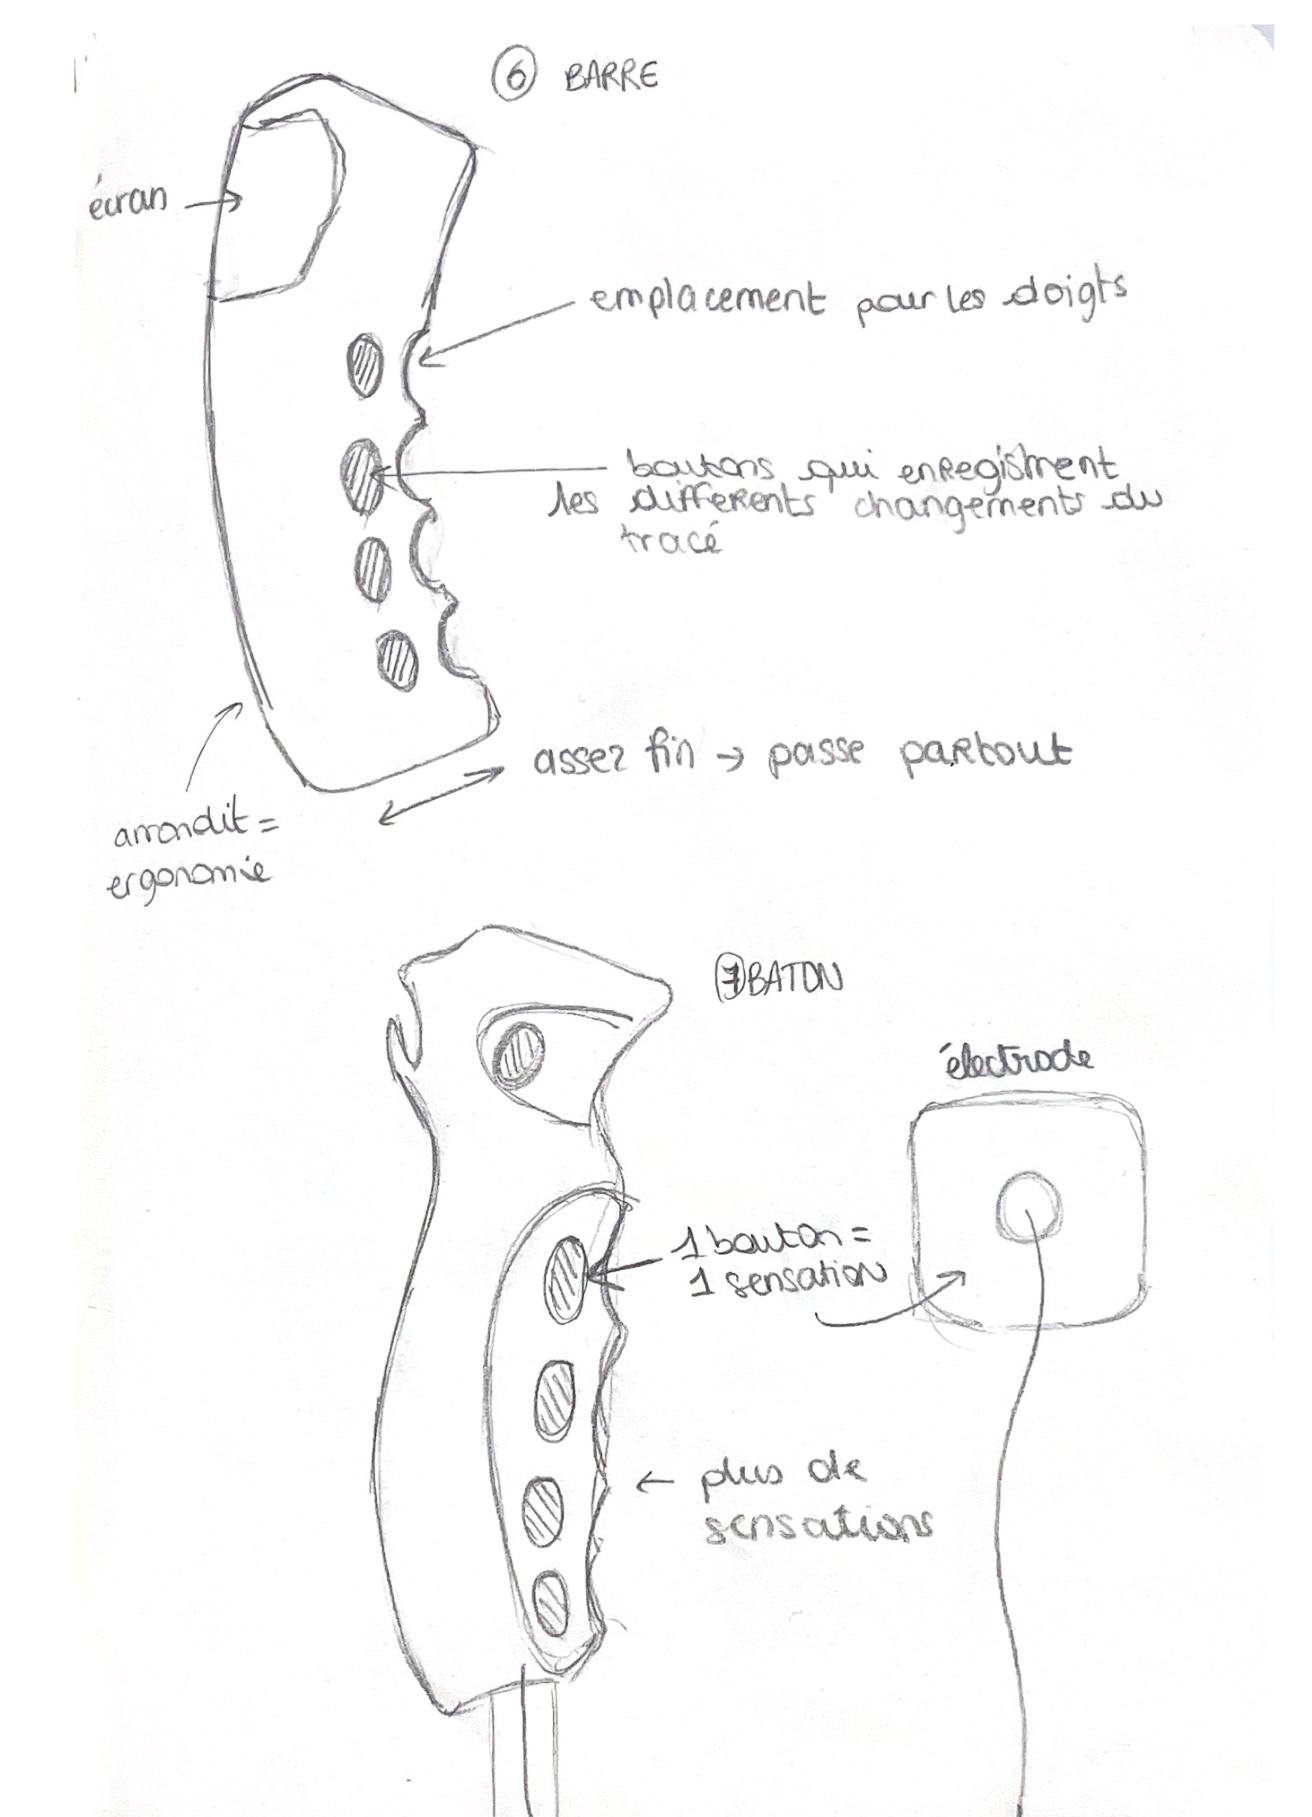 6 BARRE
écran
emplacement pour les doigts
boutons qui enregistrent
les différents changements du
tracé
assez fin → passe partout
arrondit =
ergonomie
7 BATON
électrode
1 bouton =
1 sensation
← plus de
sensations